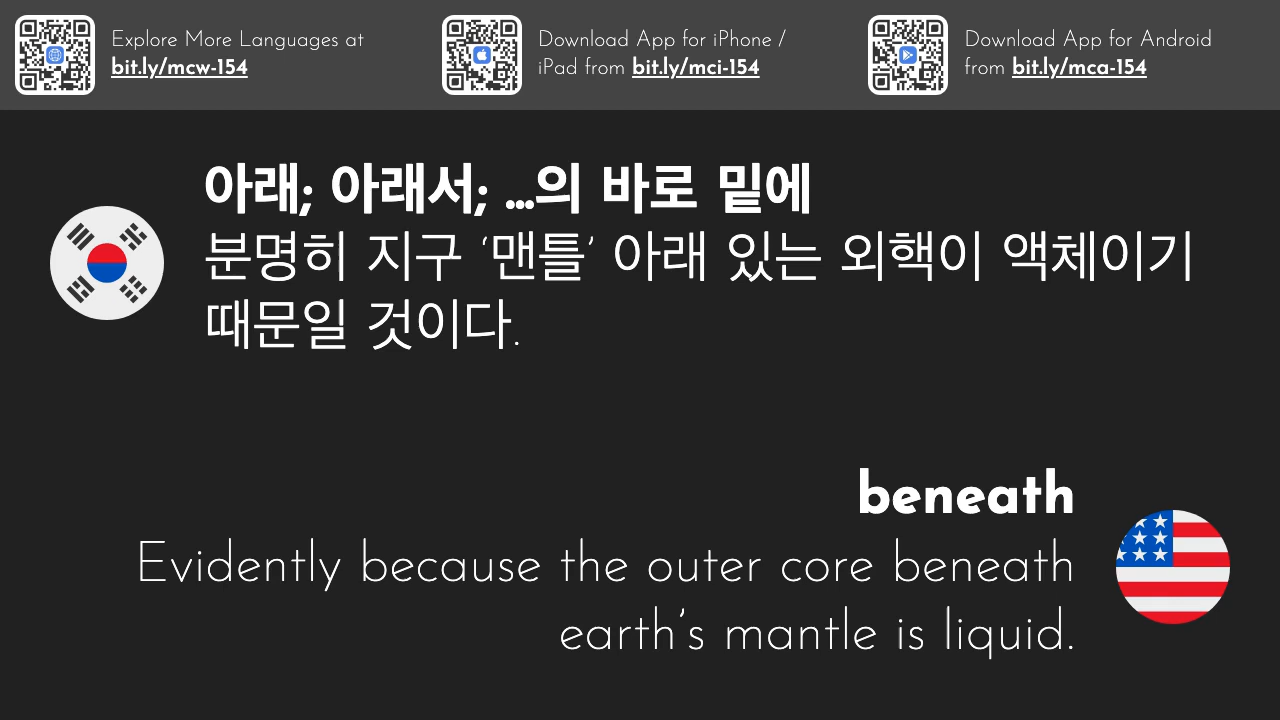 Explore More Languages at
bit.ly/mcw-154
Download App for iPhone /
iPad from bit.ly/mci-154
Download App for Android
from bit.ly/mca-154
아래; 아래서; ...의 바로 밑에
분명히 지구 ‘맨틀’ 아래 있는 외핵이 액체이기
때문일 것이다.
beneath
Evidently because the outer core beneath
earth’s mantle is liquid.